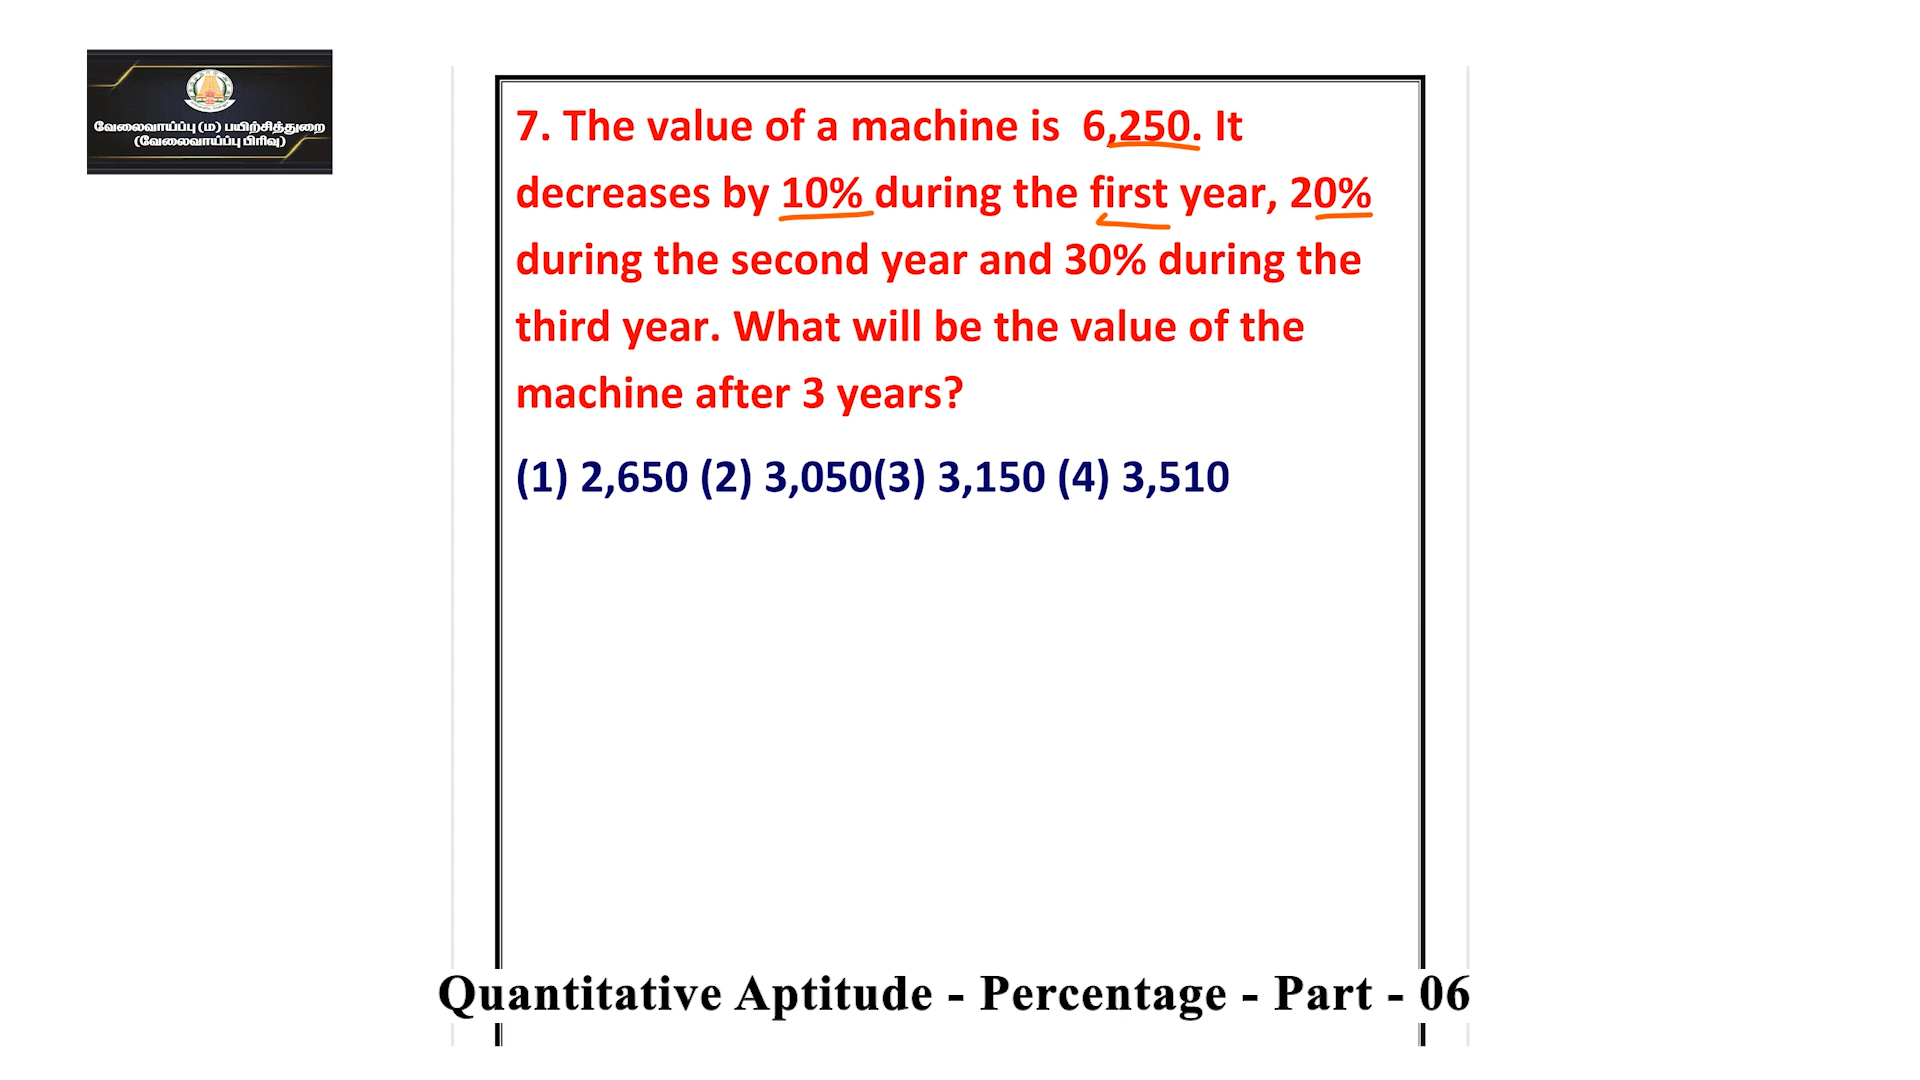 வேலைவாய்ப்பு (ம) பயிற்சித்துறை
(வேலைவாய்ப்பு பிரிவு)
7. The value of a machine is 6,250. It
decreases by 10% during the first year, 20%
during the second year and 30% during the
third year. What will be the value of the
machine after 3 years?
(1) 2,650 (2) 3,050(3) 3,150 (4) 3,510
Quantitative Aptitude - Percentage - Part - 06